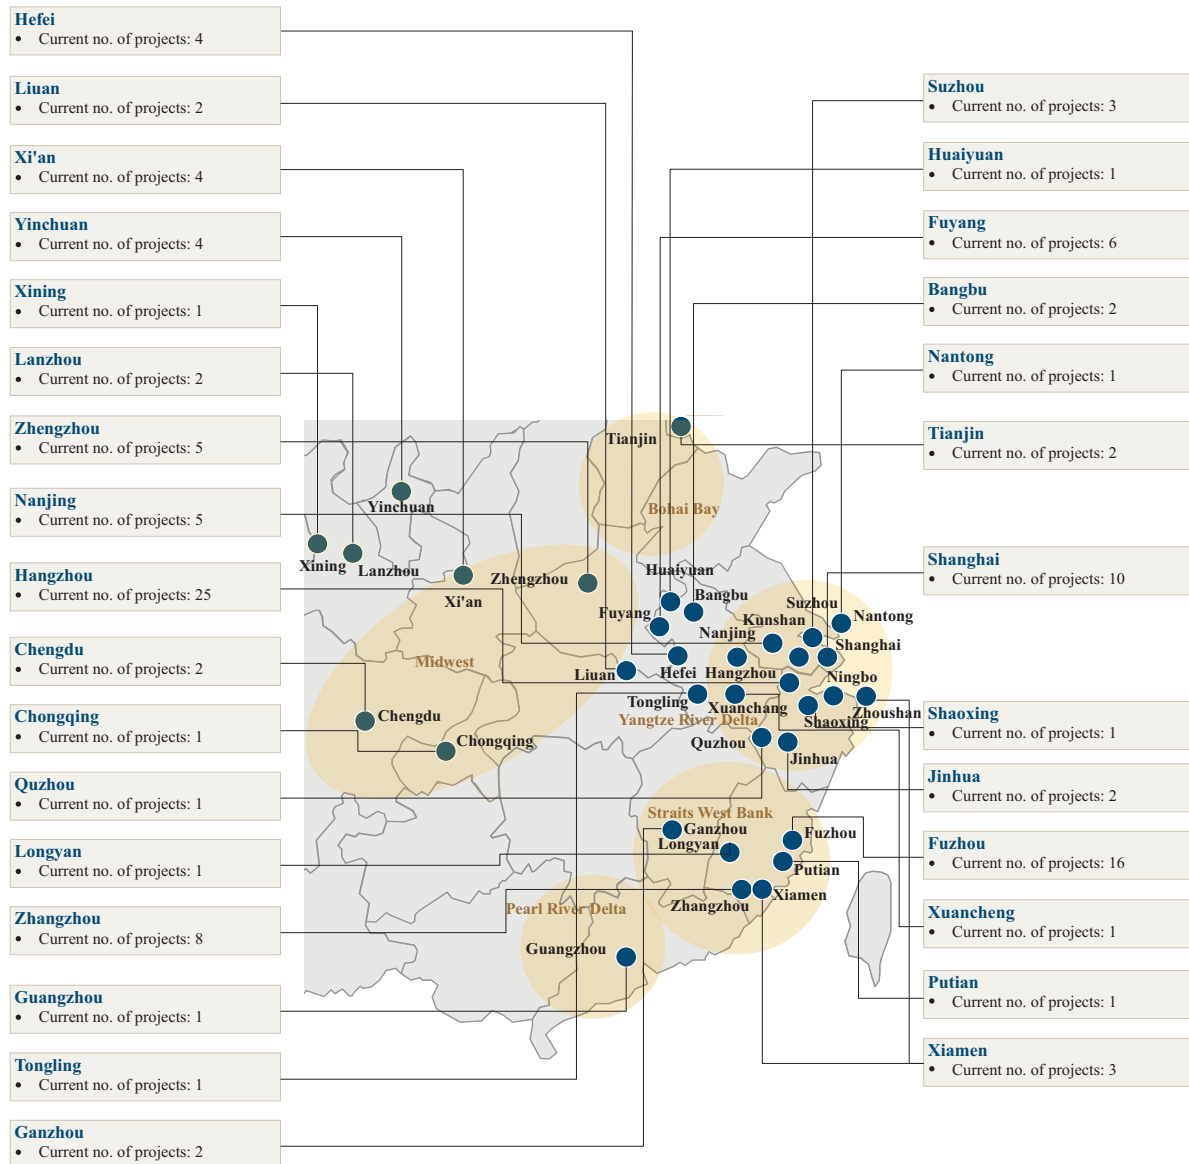 Hefei
• Current no. of projects: 4
Liuan
• Current no. of projects: 2
Xi'an
• Current no. of projects: 4
Yinchuan
• Current no. of projects: 4
Xining
• Current no. of projects: 1
Lanzhou
• Current no. of projects: 2
Zhengzhou
• Current no. of projects: 5
Nanjing
• Current no. of projects: 5
Hangzhou
• Current no. of projects: 25
Chengdu
• Current no. of projects: 2
Chongqing
• Current no. of projects: 1
Quzhou
• Current no. of projects: 1
Longyan
• Current no. of projects: 1
Zhangzhou
• Current no. of projects: 8
Guangzhou
• Current no. of projects: 1
Tongling
• Current no. of projects: 1
Ganzhou
• Current no. of projects: 2
Tianjin
Bohai Bay
Yinchuan
Xining
Lanzhou
Xi'an
Zhengzhou
Huaiyuan
Bangbu
Fuyang
Suzhou
Kunshan
Nantong
Nanjing
Shanghai
Midwest
Liuan
Hefei
Hangzhou
Ningbo
Tongling
Xuanchang
Zhoushan
Shaoxing
Yangtze River Delta
Chengdu
Chongqing
Quzhou
Jinhua
Straits West Bank
Ganzhou
Longyan
Fuzhou
Putian
Xiamen
Zhangzhou
Pearl River Delta
Guangzhou
Suzhou
• Current no. of projects: 3
Huaiyuan
• Current no. of projects: 1
Fuyang
• Current no. of projects: 6
Bangbu
• Current no. of projects: 2
Nantong
• Current no. of projects: 1
Tianjin
• Current no. of projects: 2
Shanghai
• Current no. of projects: 10
Shaoxing
• Current no. of projects: 1
Jinhua
• Current no. of projects: 2
Fuzhou
• Current no. of projects: 16
Xuancheng
• Current no. of projects: 1
Putian
• Current no. of projects: 1
Xiamen
• Current no. of projects: 3